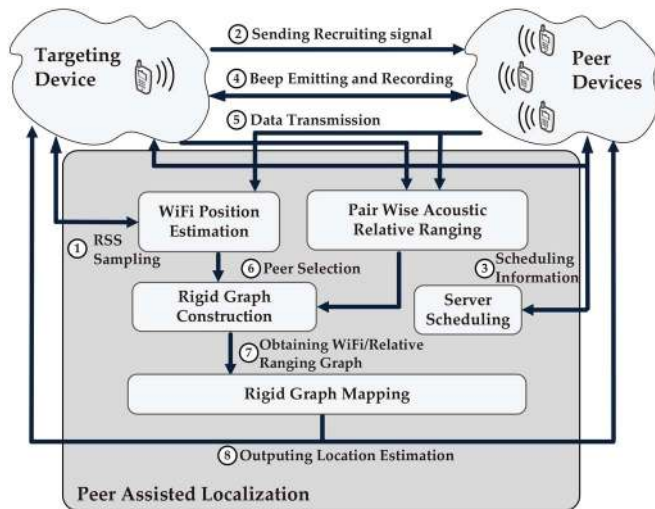 Targeting
Device
② Sending Recruiting signal
④ Beep Emitting and Recording
⑤ Data Transmission
Peer
Devices
WiFi Position
Estimation
Pair Wise Acoustic
Relative Ranging
① RSS
Sampling
⑥ Peer Selection
③ Scheduling
Information
Rigid Graph
Construction
Server
Scheduling
⑦ Obtaining WiFi/Relative
Ranging Graph
Rigid Graph Mapping
⑧ Outputing Location Estimation
Peer Assisted Localization